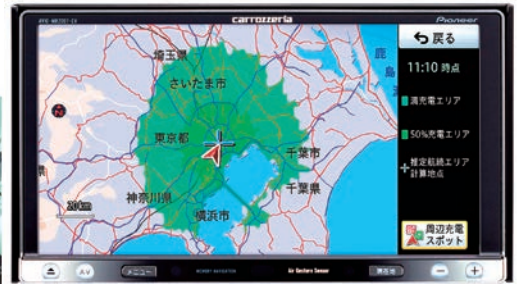 carrozzeria
Pioneer
戻る
11:10 時点
満充電エリア
50%充電エリア
推定航続エリア
計算地点
周辺充電
スポット
埼玉県
さいたま市
鹿
島
N
東京都
千葉市
千葉県
神奈川県
横浜市
20km
AV
メニュー
MEMORY NAVIGATION
Air Gesture Sensor
現在地